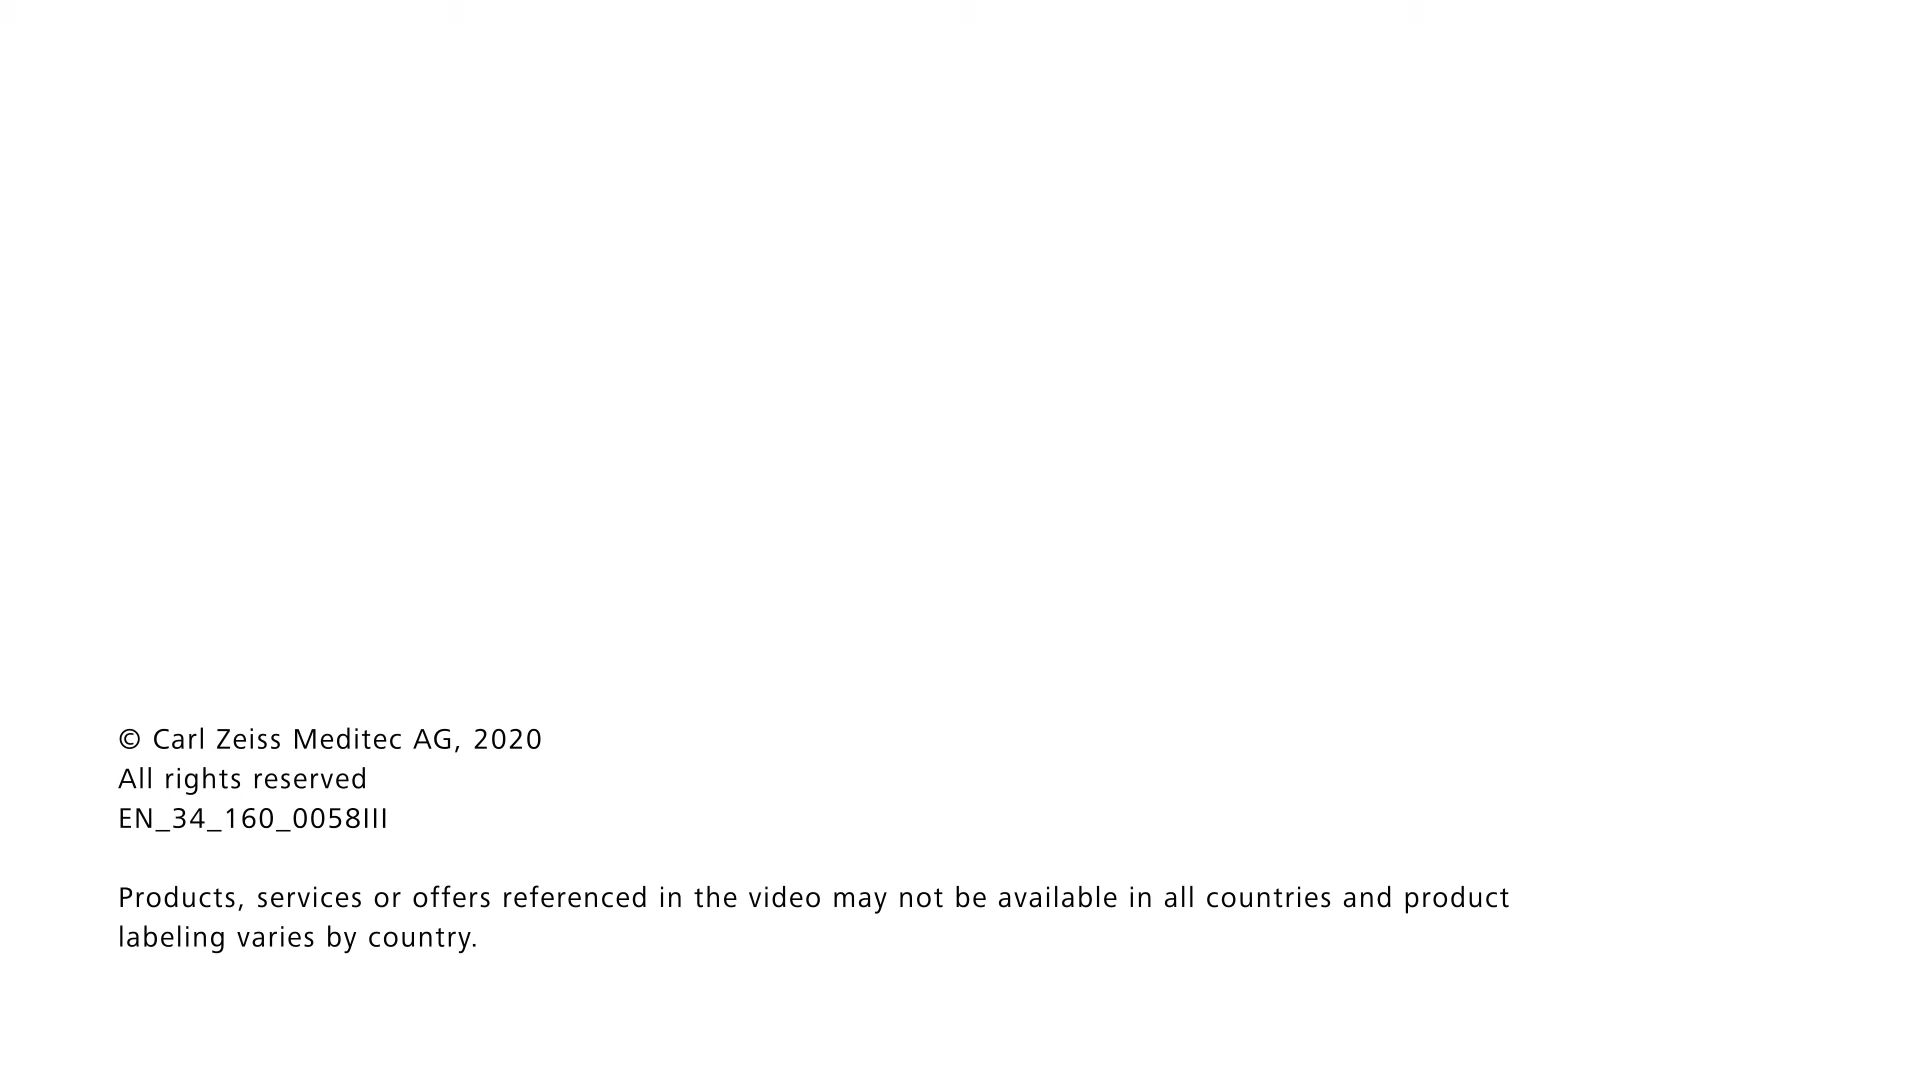 © Carl Zeiss Meditec AG, 2020
All rights reserved
EN_34_160_0058III
Products, services or offers referenced in the video may not be available in all countries and product
labeling varies by country.